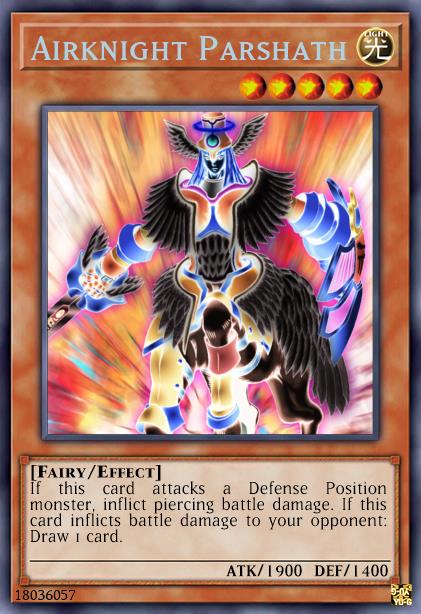 AIRKNIGHT PARSHATH
LIGHT
光
[FAIRY/EFFECT]
If this card attacks a Defense Position
monster, inflict piercing battle damage. If this
card inflicts battle damage to your opponent:
Draw 1 card.
ATK/1900 DEF/1400
18036057